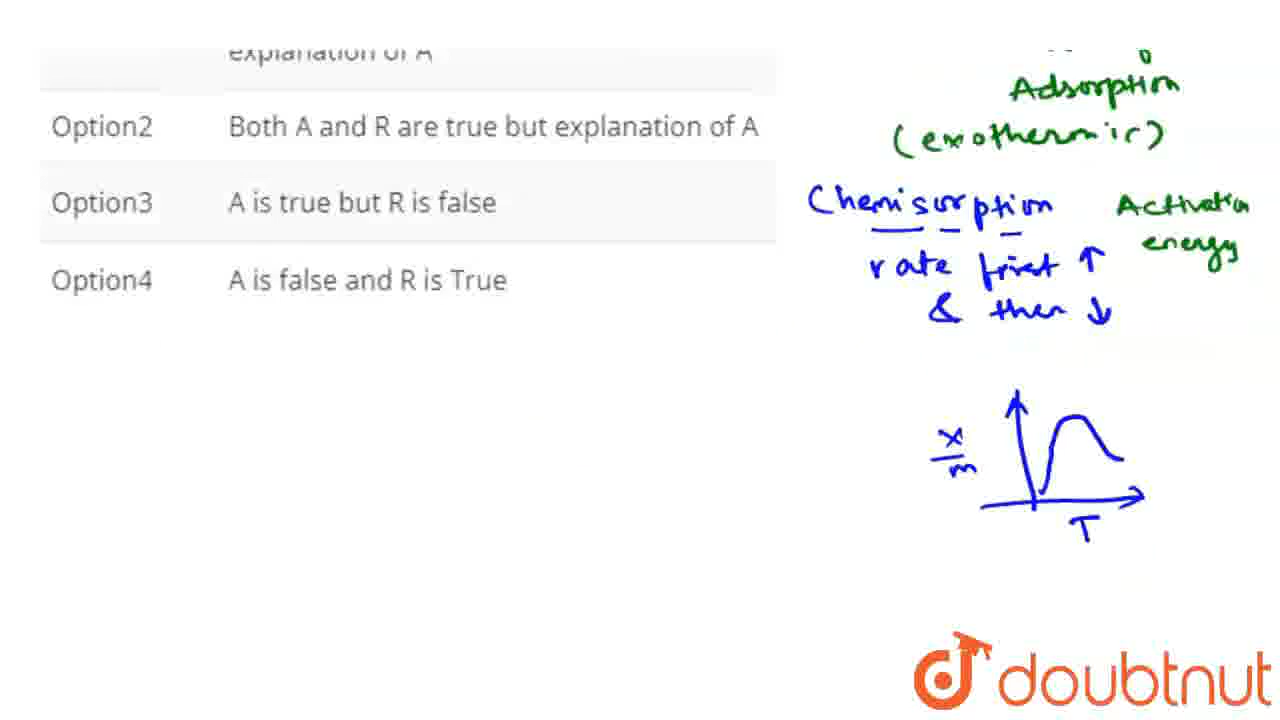 explanation of A
Option2 Both A and R are true but explanation of A
Option3 A is true but R is false
Option4 A is false and R is True
Adsorption
(exothermic)
Chemisorption
rate first ↑
& then ↓
Activation
energy
x
m
T
doubtnut